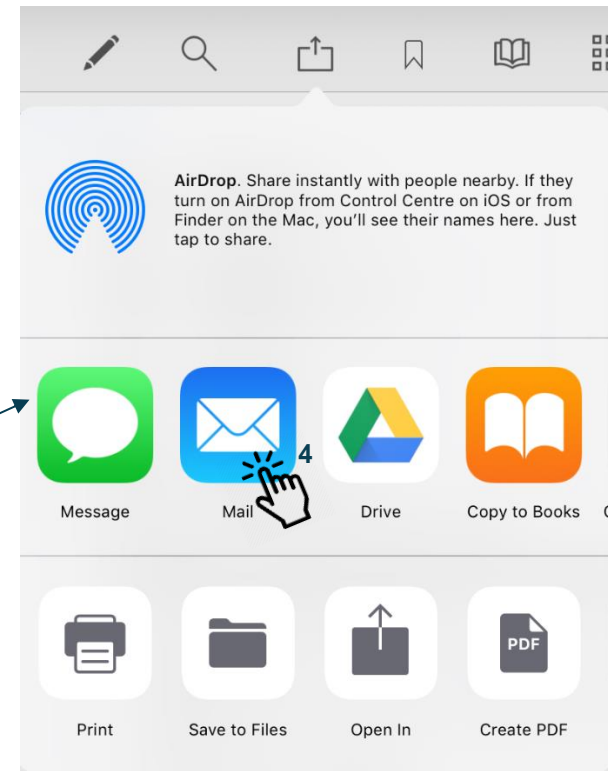 AirDrop. Share instantly with people nearby. If they
turn on AirDrop from Control Centre on iOS or from
Finder on the Mac, you’ll see their names here. Just
tap to share.
4
Message Mail Drive Copy to Books
PDF
Print Save to Files Open In Create PDF